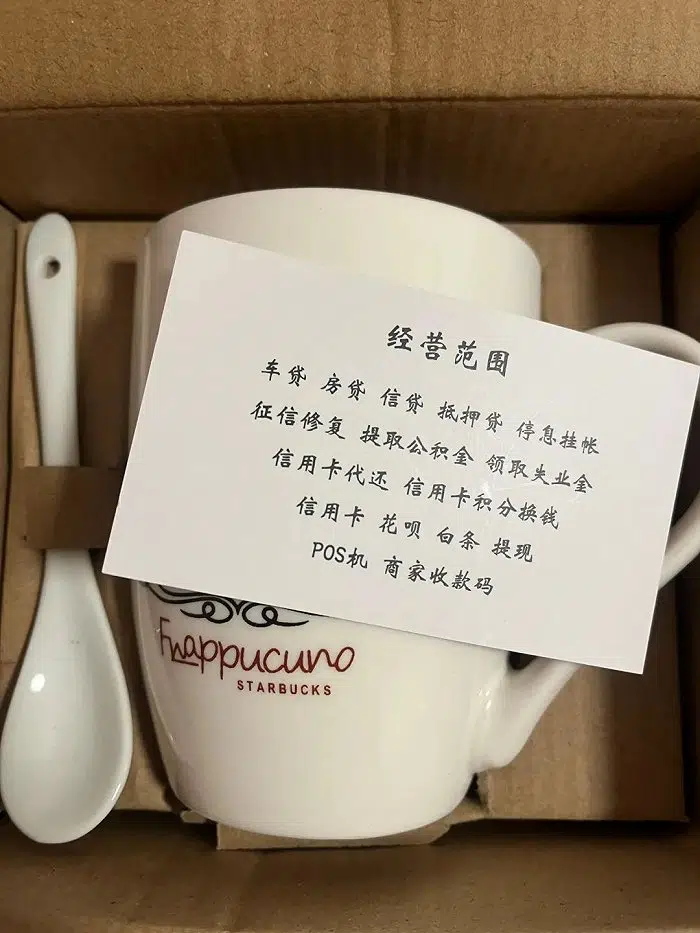 经营范围
车贷 房贷 信贷 抵押贷 停息挂帐
征信修复 提取公积金 领取失业金
信用卡代还 信用卡积分换钱
信用卡 花呗 白条 提现
POS机 商家收款码
Frappucuno
STARBUCKS